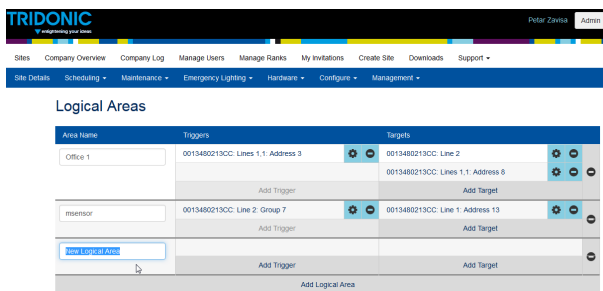 TRIDONIC
enlightening your ideas
Petar Zavisa Admin
Sites Company Overview Company Log Manage Users Manage Ranks My Invitations Create Site Downloads Support
Site Details Scheduling Maintenance Emergency Lighting Hardware Configure Management
Logical Areas
Area Name Triggers Targets
Office 1 0013480213CC: Lines 1,1: Address 3 0013480213CC: Line 2
0013480213CC: Lines 1,1: Address 8
Add Trigger Add Target
msensor 0013480213CC: Line 2: Group 7 0013480213CC: Line 1: Address 13
Add Trigger Add Target
New Logical Area
Add Trigger Add Target
Add Logical Area